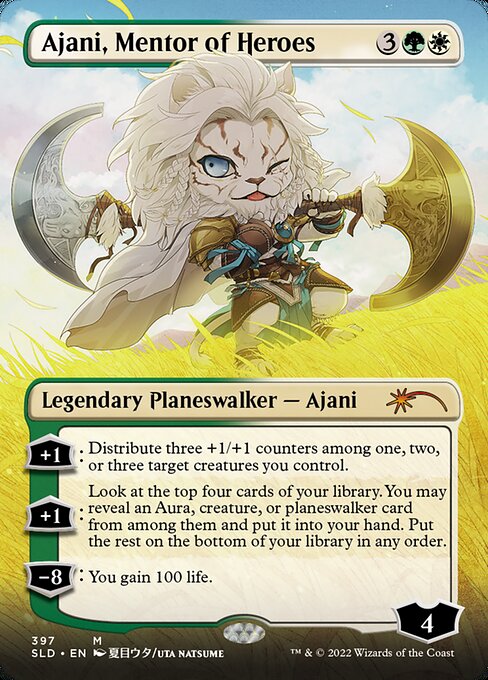 Ajani, Mentor of Heroes 3
Legendary Planeswalker — Ajani
+1 : Distribute three +1/+1 counters among one, two,
or three target creatures you control.
+1 : Look at the top four cards of your library. You may
reveal an Aura, creature, or planeswalker card
from among them and put it into your hand. Put
the rest on the bottom of your library in any order.
−8 : You gain 100 life.
4
397 M
SLD • EN 夏目ウタ/UTA NATSUME ™ & © 2022 Wizards of the Coast